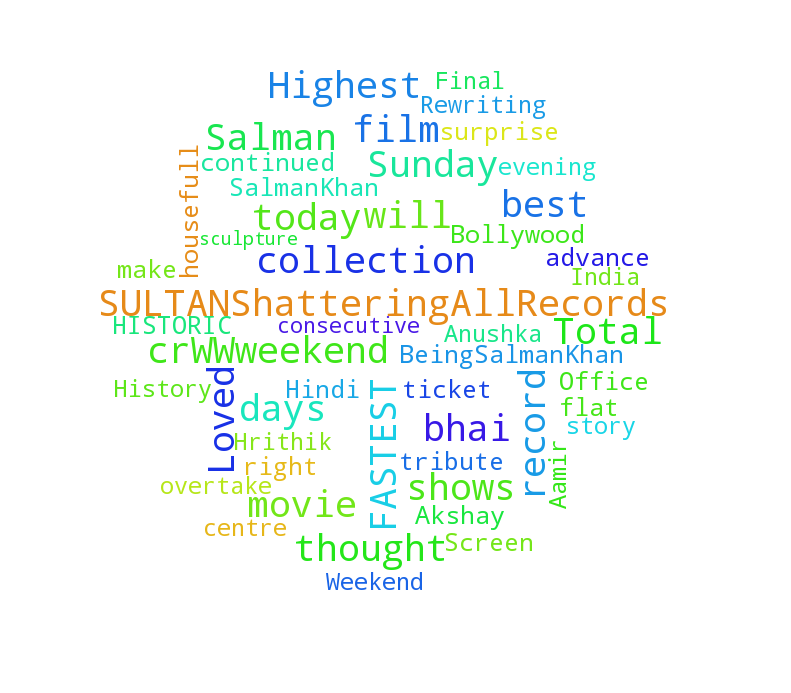 Highest Final
Rewriting
Salman film surprise
continued Sunday evening
housefull
SalmanKhan best
today will
sculpture Bollywood
collection advance
make India
SULTANShatteringAllRecords
HISTORIC consecutive Anushka Total
crWWweekend BeingSalmanKhan
History Hindi ticket Office
Loved days FASTEST record flat
bhai story
Hrithik
right tribute Aamir
overtake shows
movie
centre Akshay
thought Screen
Weekend